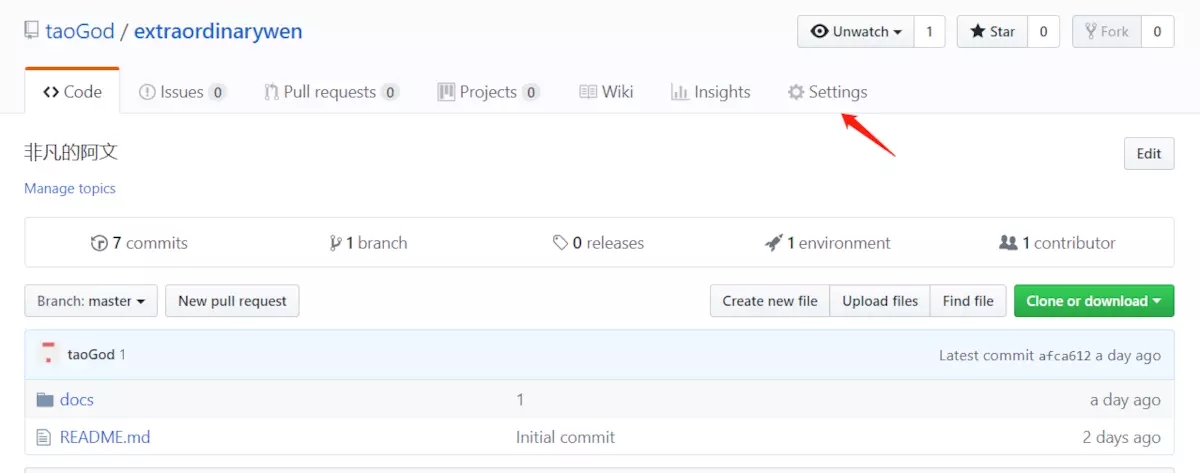 taoGod / extraordinarywen
Unwatch 1 Star 0 Fork 0
Code Issues 0 Pull requests 0 Projects 0 Wiki Insights Settings
非凡的阿文 Edit
Manage topics
7 commits 1 branch 0 releases 1 environment 1 contributor
Branch: master New pull request Create new file Upload files Find file Clone or download
taoGod 1 Latest commit afca612 a day ago
docs 1 a day ago
README.md Initial commit 2 days ago